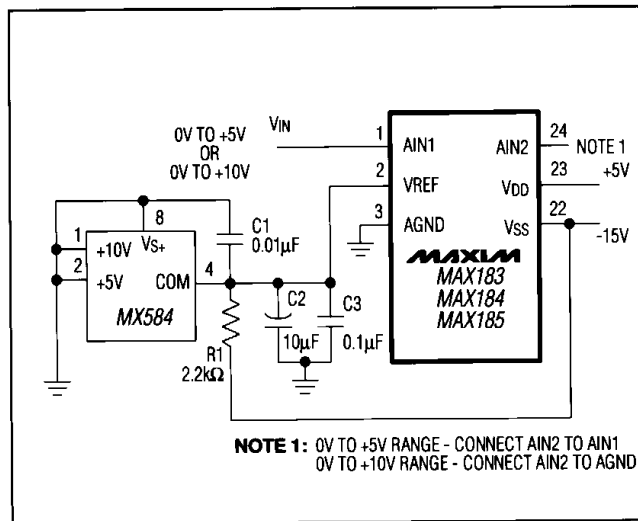 0V TO +5V
OR
0V TO +10V
VIN
1
AIN1
AIN2
24
NOTE 1
2
VREF
VDD
23
+5V
3
AGND
VSS
22
-15V
MAXIM
MAX183
MAX184
MAX185
8
VS+
1
+10V
2
+5V
COM
4
MX584
C1
0.01µF
C2
10µF
C3
0.1µF
R1
2.2kΩ
NOTE 1: 0V TO +5V RANGE - CONNECT AIN2 TO AIN1
0V TO +10V RANGE - CONNECT AIN2 TO AGND